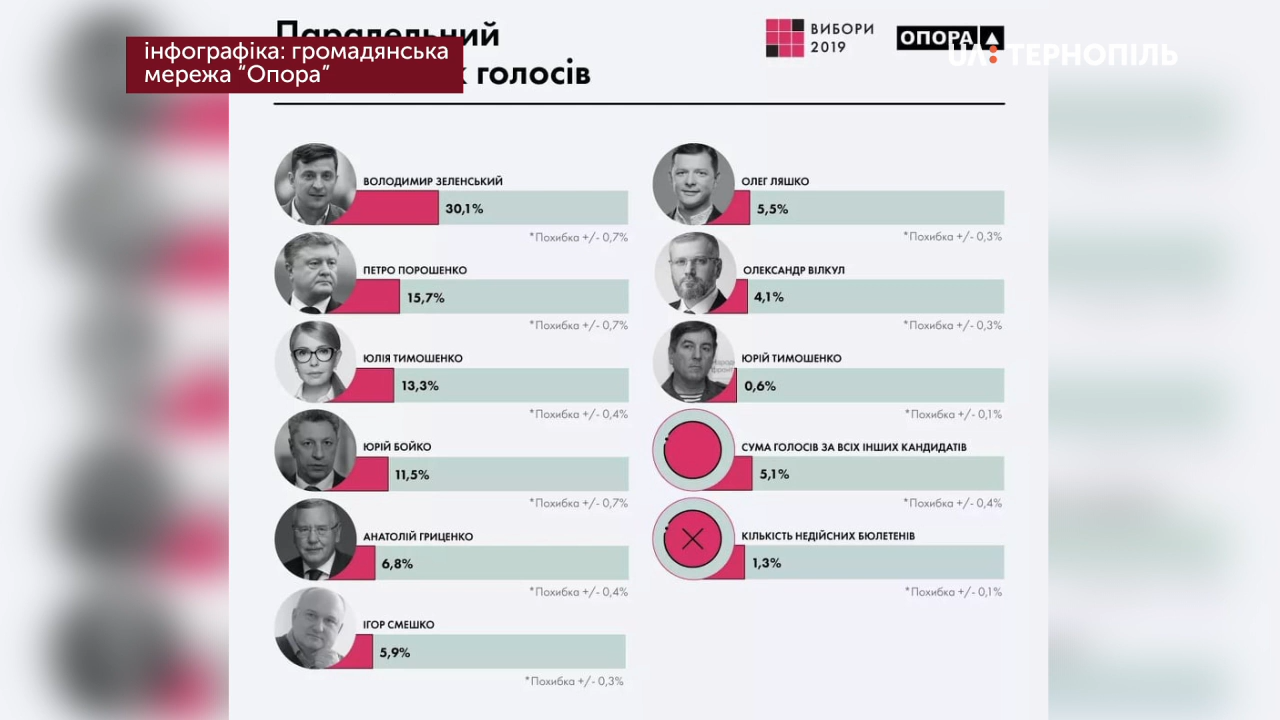 Паралельний
голосів
інфографіка: громадянська
мережа “Опора”
ВИБОРИ
2019
ОПОРА
UA: ТЕРНОПІЛЬ
ВОЛОДИМИР ЗЕЛЕНСЬКИЙ
30,1%
*Похибка +/- 0,7%
ПЕТРО ПОРОШЕНКО
15,7%
*Похибка +/- 0,7%
ЮЛІЯ ТИМОШЕНКО
13,3%
*Похибка +/- 0,4%
ЮРІЙ БОЙКО
11,5%
*Похибка +/- 0,7%
АНАТОЛІЙ ГРИЦЕНКО
6,8%
*Похибка +/- 0,4%
ІГОР СМЕШКО
5,9%
*Похибка +/- 0,3%
ОЛЕГ ЛЯШКО
5,5%
*Похибка +/- 0,3%
ОЛЕКСАНДР ВІЛКУЛ
4,1%
*Похибка +/- 0,3%
ЮРІЙ ТИМОШЕНКО
0,6%
*Похибка +/- 0,1%
СУМА ГОЛОСІВ ЗА ВСІХ ІНШИХ КАНДИДАТІВ
5,1%
*Похибка +/- 0,4%
КІЛЬКІСТЬ НЕДІЙСНИХ БЮЛЕТЕНІВ
1,3%
*Похибка +/- 0,1%